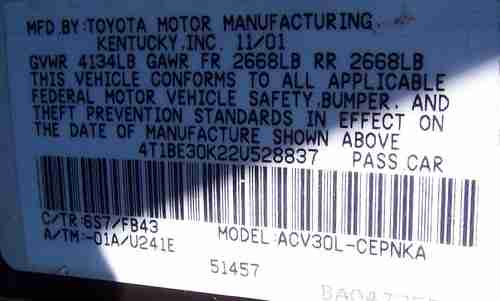 MFD.BY:TOYOTA MOTOR MANUFACTURING,
KENTUCKY,INC. 11/01
GVWR 4134LB GAWR FR 2668LB RR 2668LB
THIS VEHICLE CONFORMS TO ALL APPLICABLE
FEDERAL MOTOR VEHICLE SAFETY,BUMPER, AND
THEFT PREVENTION STANDARDS IN EFFECT ON
THE DATE OF MANUFACTURE SHOWN ABOVE
4T1BE30K22U528837 PASS.CAR
C/TR:6S7/FB43
A/TM:-01A/U241E
MODEL:ACV30L-CEPNKA
51457